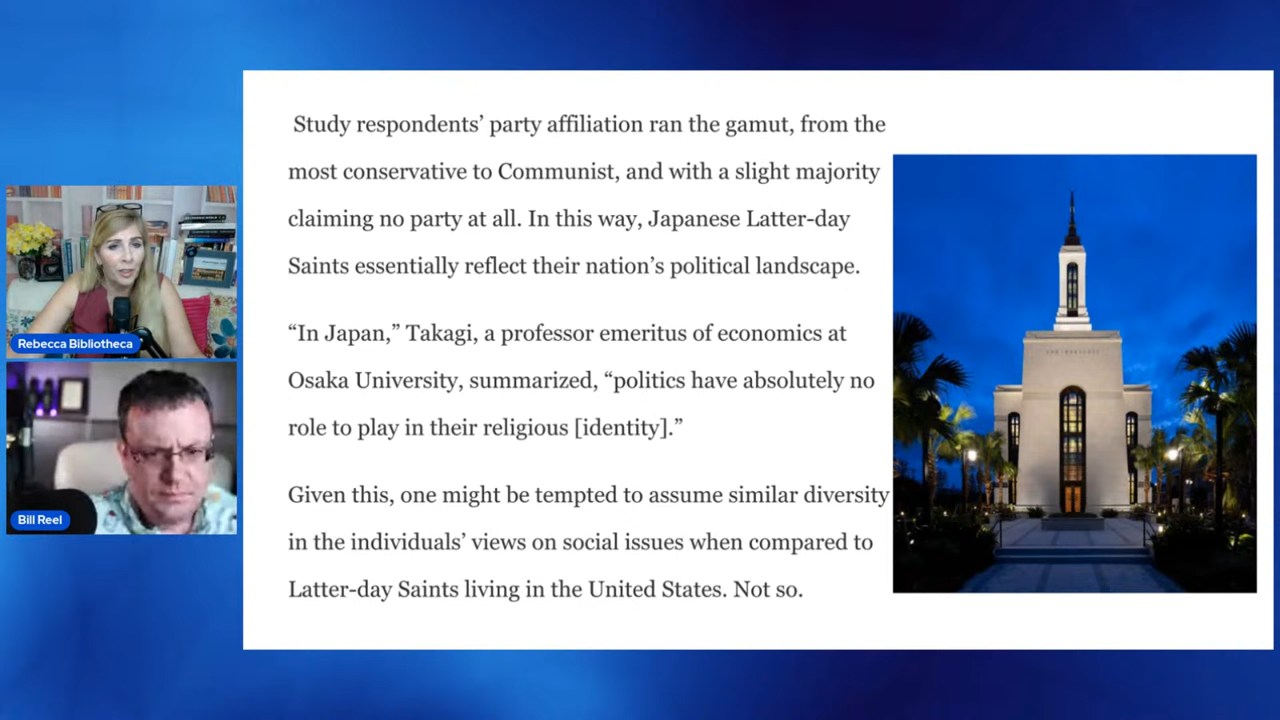 Study respondents’ party affiliation ran the gamut, from the
most conservative to Communist, and with a slight majority
claiming no party at all. In this way, Japanese Latter-day
Saints essentially reflect their nation’s political landscape.
“In Japan,” Takagi, a professor emeritus of economics at
Osaka University, summarized, “politics have absolutely no
role to play in their religious [identity].”
Given this, one might be tempted to assume similar diversity
in the individuals’ views on social issues when compared to
Latter-day Saints living in the United States. Not so.
Rebecca Bibliotheca
Bill Reel